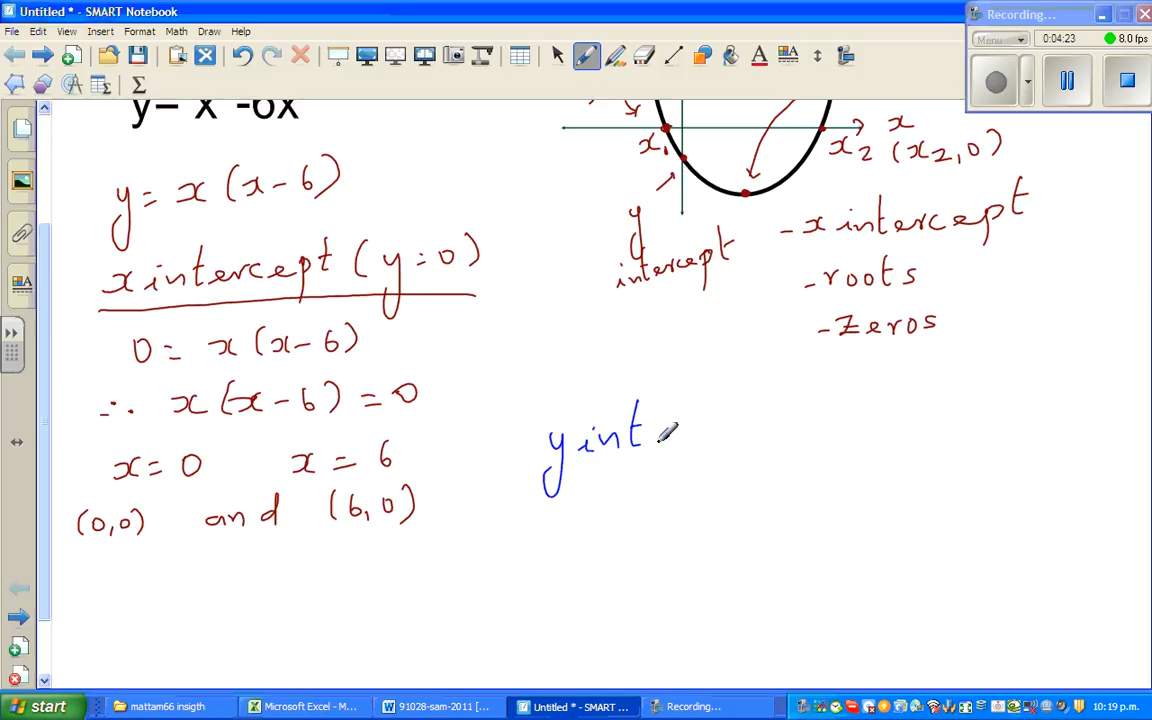 Untitled * - SMART Notebook
File Edit View Insert Format Math Draw Help
Recording...
Menu 0:04:23 8.0 fps
y= x -6x
y = x (x - 6)
x intercept ( y = 0 )
0 = x (x - 6)
∴ x (x - 6) = 0
x = 0 x = 6
(0,0) and (6,0)
x₁ x₂ x
(x₂,0)
y
intercept
- x intercept
- roots
- Zeros
y int
start
mattam66 insigth
Microsoft Excel - M...
91028-sam-2011 [...
Untitled * - SMART ...
Recording...
10:19 p.m.